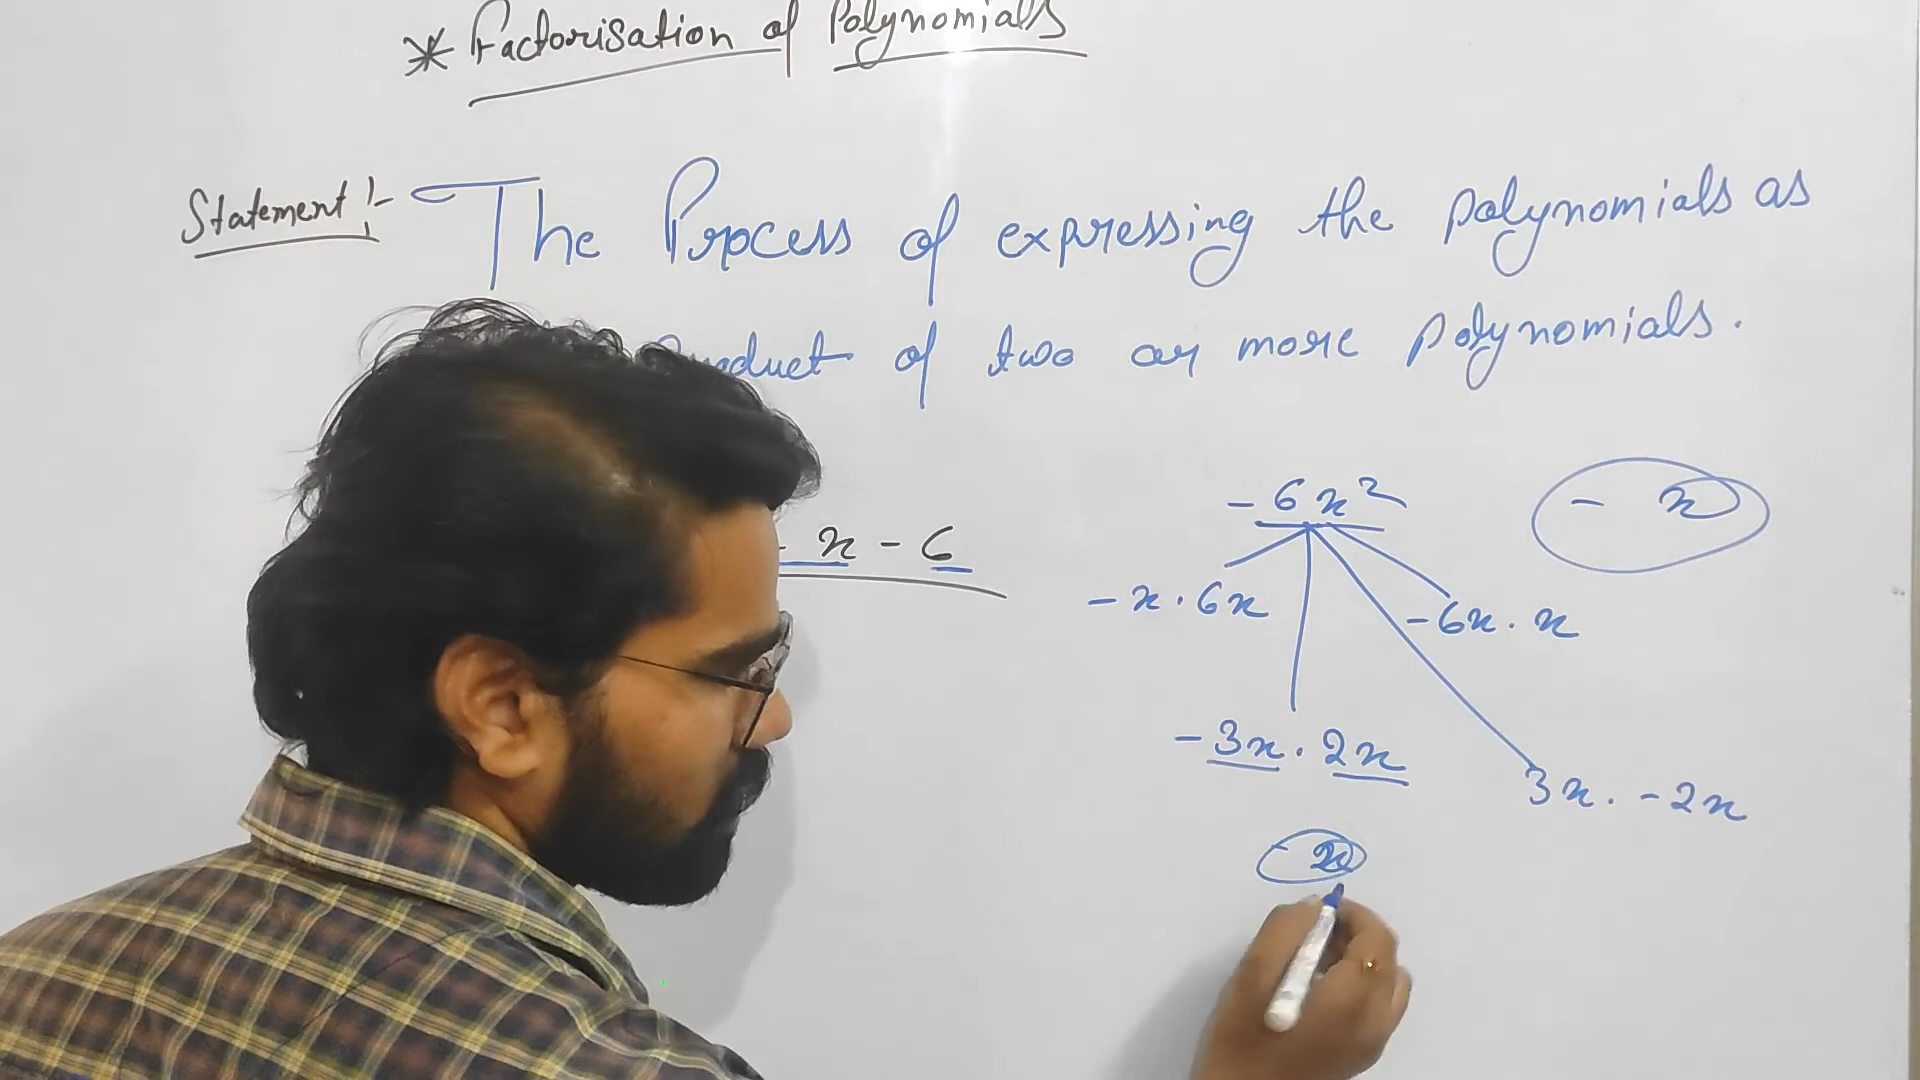 * Factorisation of Polynomials
Statement :- The Process of expressing the polynomials as
of two or more polynomials.
- 6x²
- x
x - 6
- x . 6x
- 6x . x
- 3x . 2x
3x . - 2x
- x